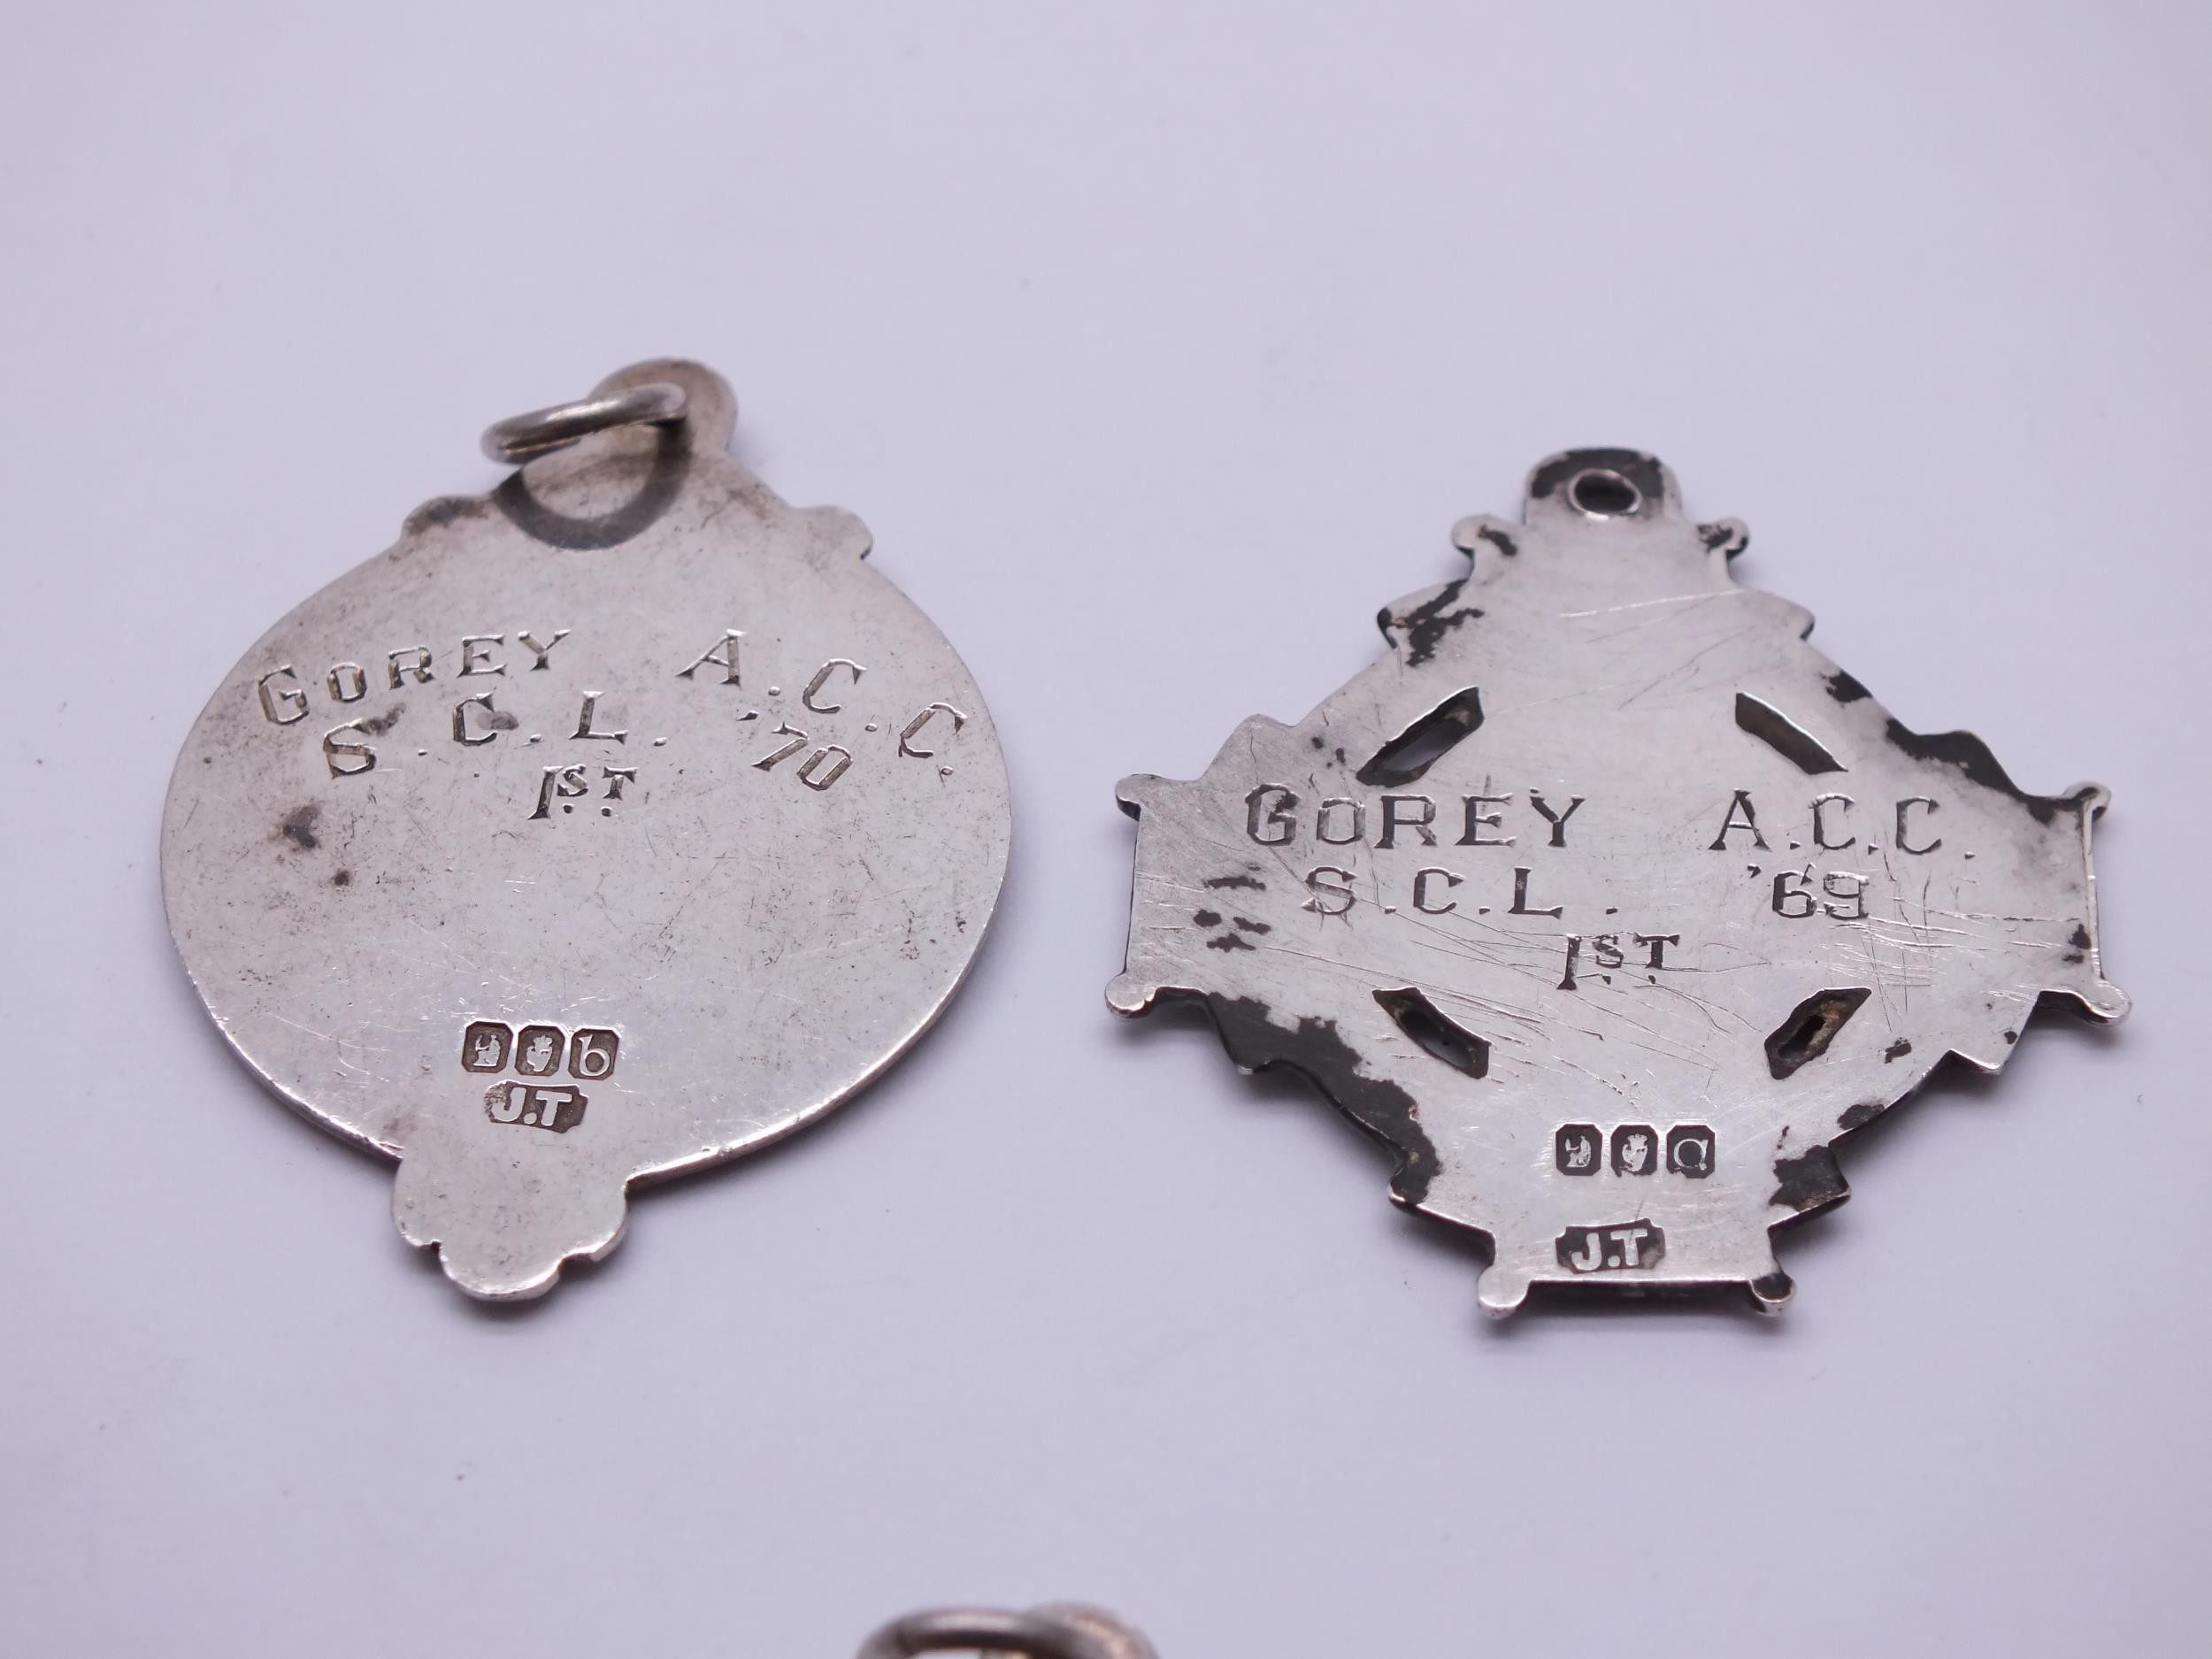 GOREY A.C.C.
S.C.L. '70
1ST
b
J.T
GOREY A.C.C.
S.C.L. '69
1ST
J.T